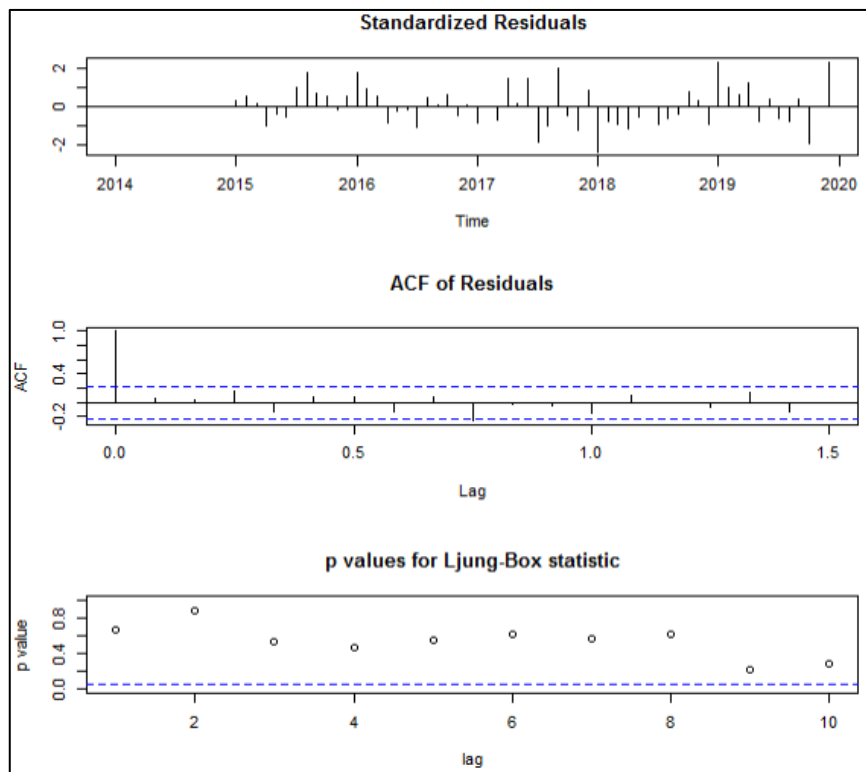 Standardized Residuals
2
0
-2
2014 2015 2016 2017 2018 2019 2020
Time
ACF of Residuals
ACF
1.0
0.4
-0.2
0.0 0.5 1.0 1.5
Lag
p values for Ljung-Box statistic
p value
0.8
0.4
0.0
2 4 6 8 10
lag